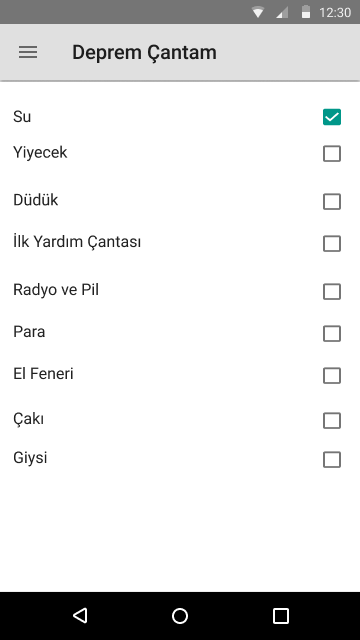 12:30
Deprem Çantam
Su
Yiyecek
Düdük
İlk Yardım Çantası
Radyo ve Pil
Para
El Feneri
Çakı
Giysi